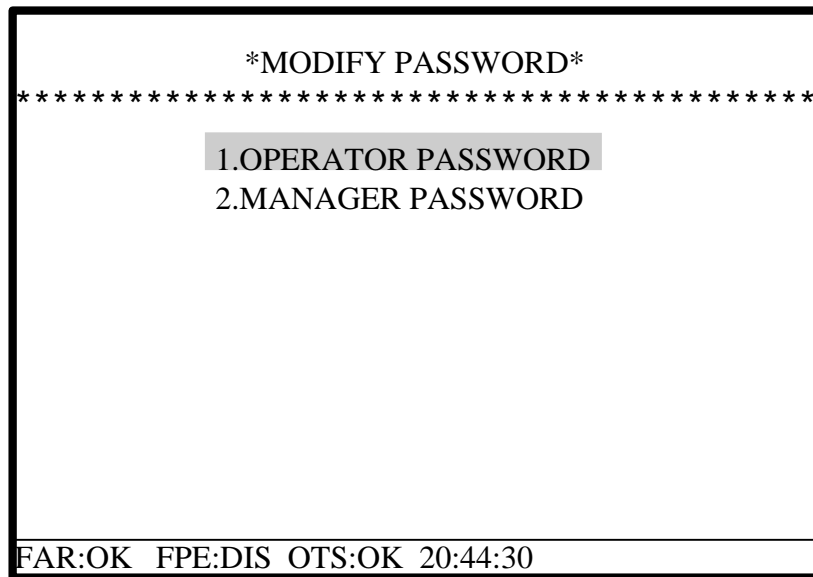 *MODIFY PASSWORD*
*******************************************
1.OPERATOR PASSWORD
2.MANAGER PASSWORD
FAR:OK FPE:DIS OTS:OK 20:44:30